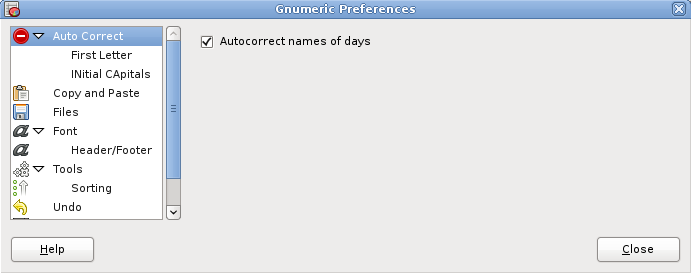 Gnumeric Preferences
Auto Correct
First Letter
INitial CApitals
Copy and Paste
Files
Font
Header/Footer
Tools
Sorting
Undo
Autocorrect names of days
Help
Close